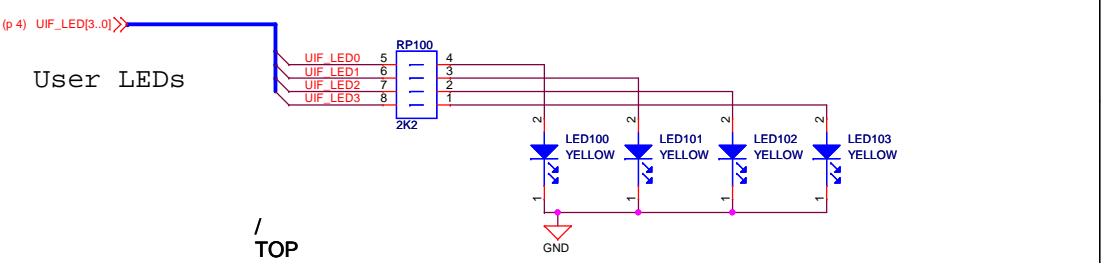 (p 4) UIF_LED[3..0]
User LEDs
RP100
UIF_LED0 5 4
UIF_LED1 6 3
UIF_LED2 7 2
UIF_LED3 8 1
2K2
2 2 2 2
LED100 LED101 LED102 LED103
YELLOW YELLOW YELLOW YELLOW
1 1 1 1
GND
/
TOP